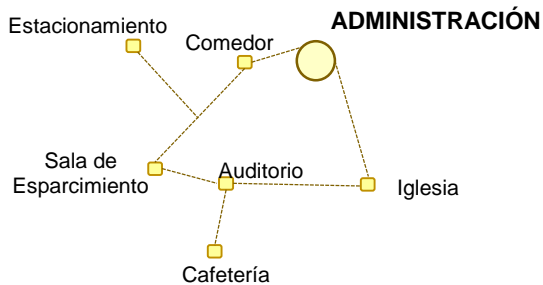 ADMINISTRACIÓN
Estacionamiento
Comedor
Sala de
Esparcimiento
Auditorio
Iglesia
Cafetería